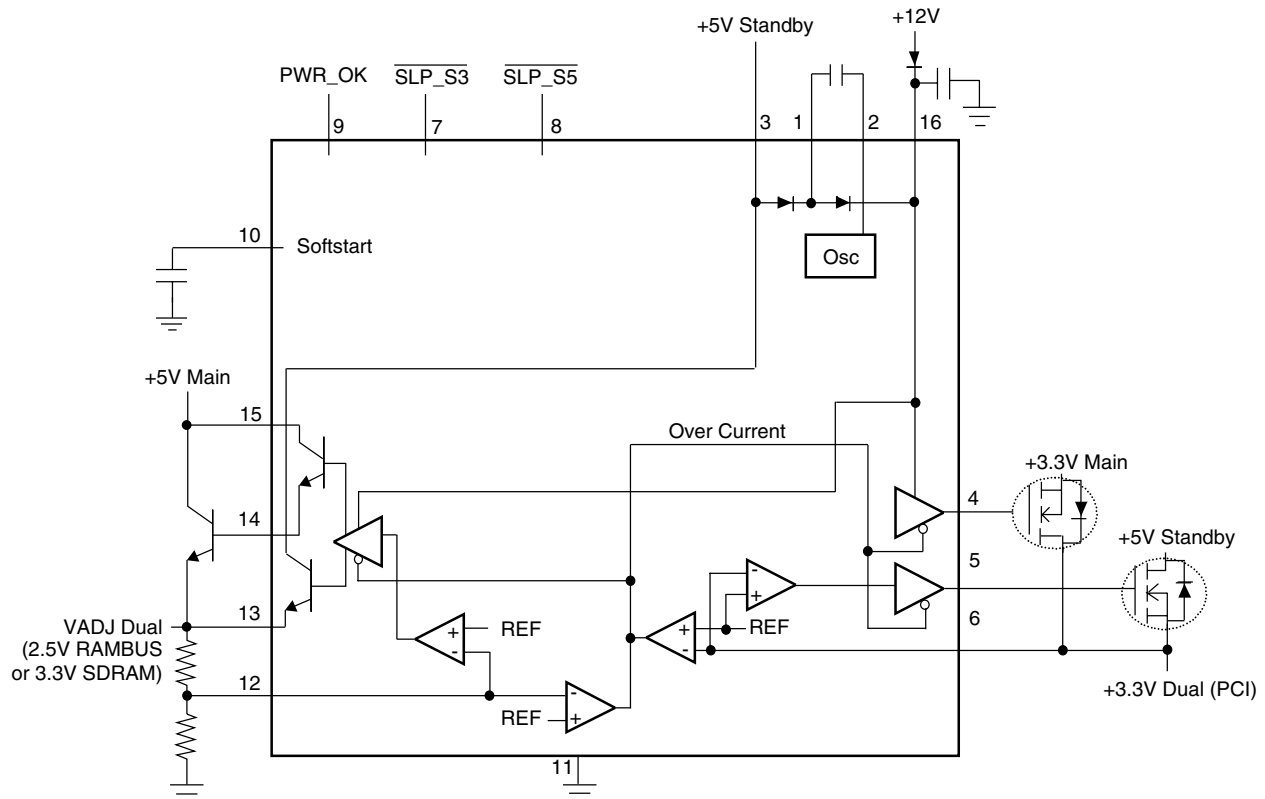 +5V Standby
+12V
PWR_OK
SLP_S3
SLP_S5
9
7
8
3
1
2
16
10
Softstart
Osc
+5V Main
15
Over Current
+3.3V Main
4
14
5
+5V Standby
13
6
VADJ Dual
(2.5V RAMBUS
or 3.3V SDRAM)
+
-
REF
-
+
+
-
REF
12
-
+
REF
+3.3V Dual (PCI)
11